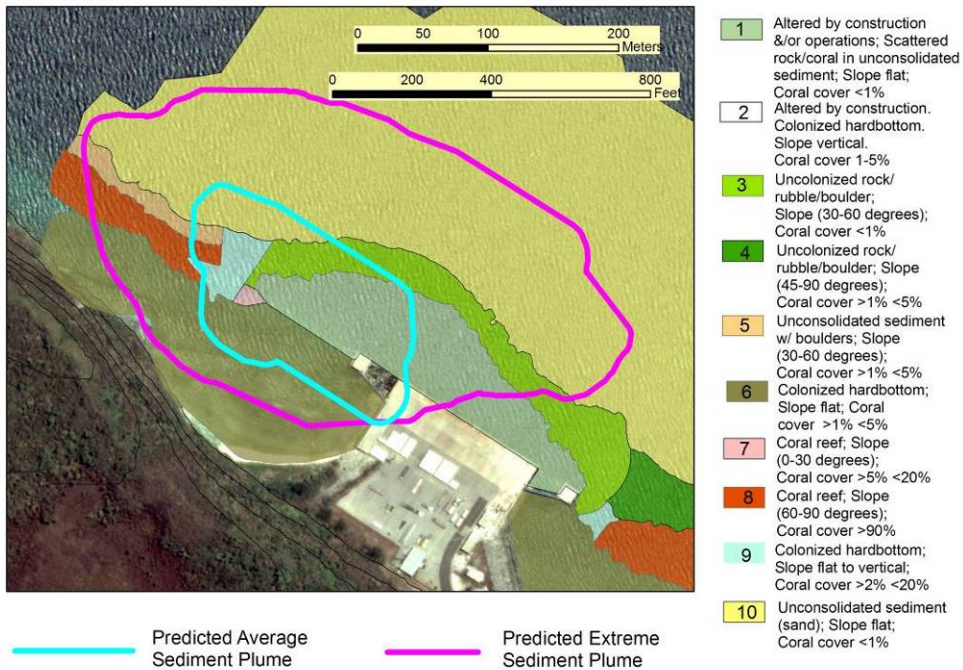 0 50 100 200
Meters
0 200 400 800
Feet
1 Altered by construction
&/or operations; Scattered
rock/coral in unconsolidated
sediment; Slope flat;
Coral cover <1%
2 Altered by construction.
Colonized hardbottom.
Slope vertical.
Coral cover 1-5%
3 Uncolonized rock/
rubble/boulder;
Slope (30-60 degrees);
Coral cover <1%
4 Uncolonized rock/
rubble/boulder; Slope
(45-90 degrees);
Coral cover >1% <5%
5 Unconsolidated sediment
w/ boulders; Slope
(30-60 degrees);
Coral cover >1% <5%
6 Colonized hardbottom;
Slope flat; Coral
cover >1% <5%
7 Coral reef; Slope
(0-30 degrees);
Coral cover >5% <20%
8 Coral reef; Slope
(60-90 degrees);
Coral cover >90%
9 Colonized hardbottom;
Slope flat to vertical;
Coral cover >2% <20%
10 Unconsolidated sediment
(sand); Slope flat;
Coral cover <1%
Predicted Average
Sediment Plume
Predicted Extreme
Sediment Plume